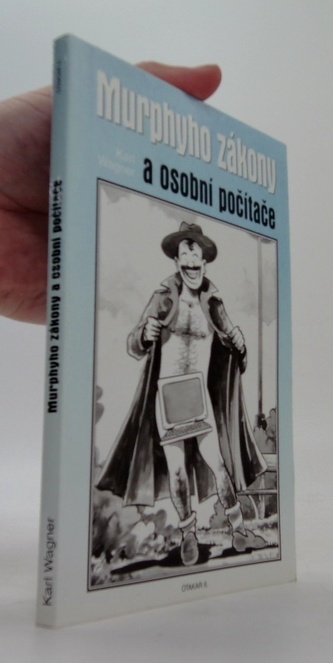 Murphyho zákony
Karl
Wagner
a osobní počítače
OTAKAR II.
Karl Wagner
Murphyho zákony a osobní počítače